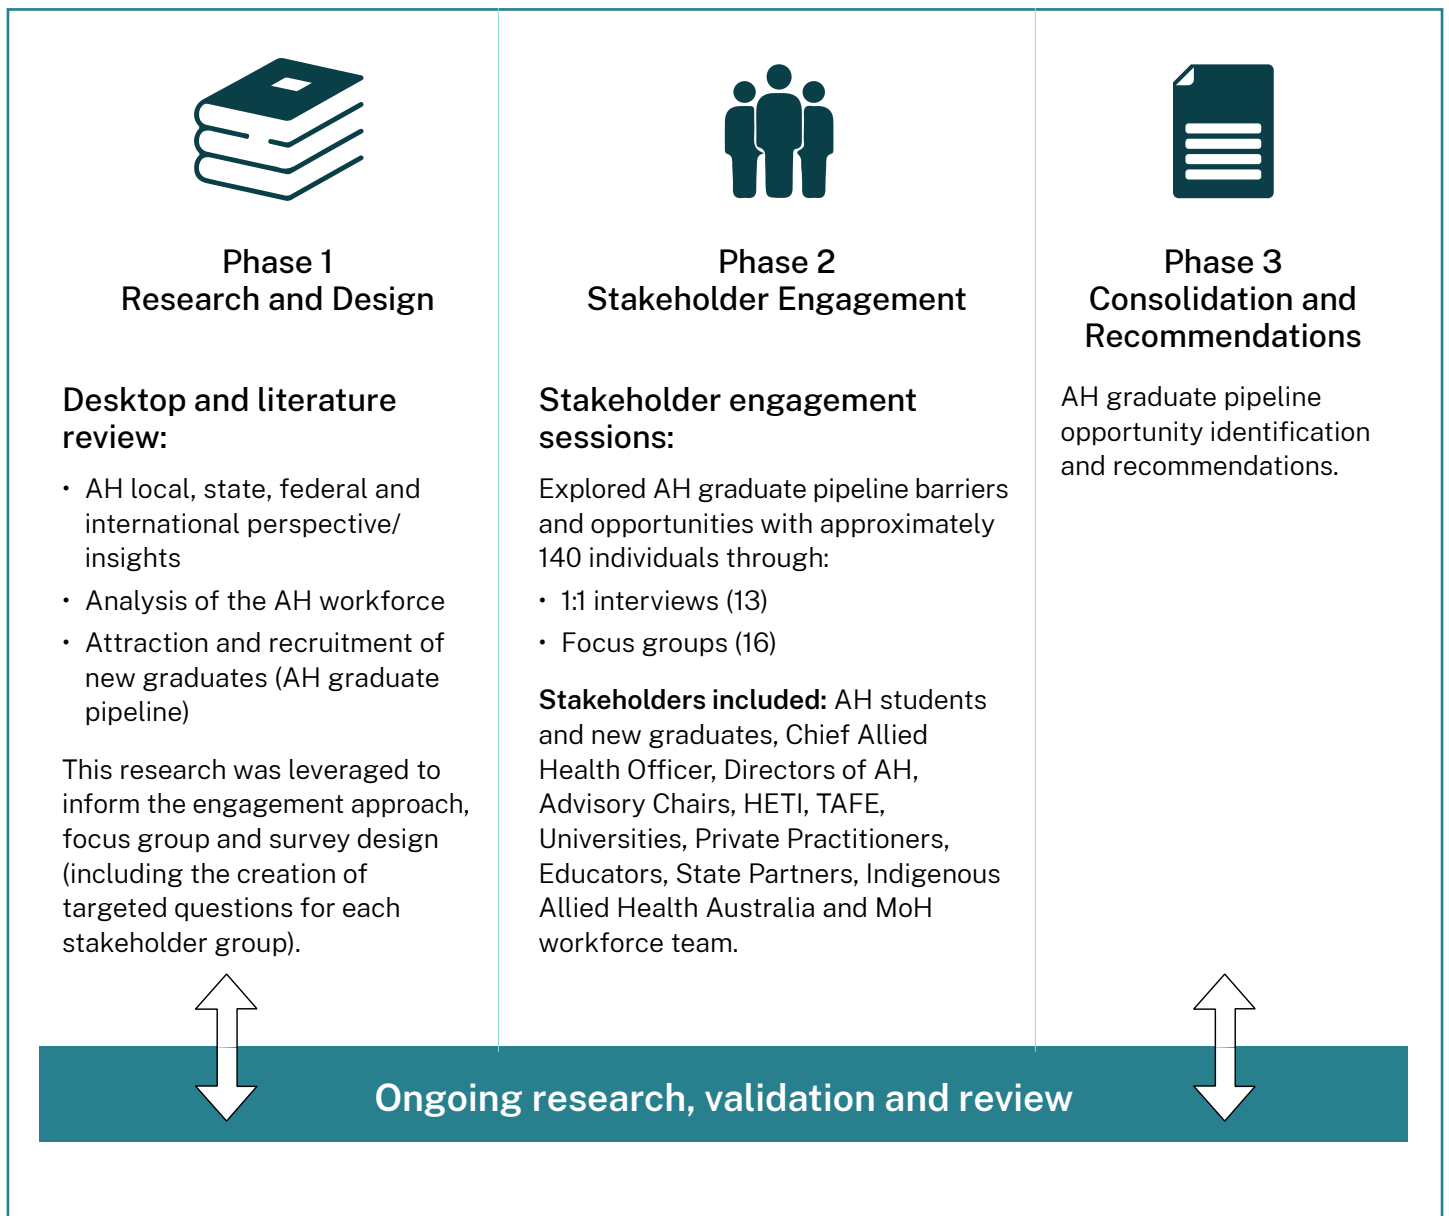 Phase 1
Research and Design
Desktop and literature
review:
• AH local, state, federal and
international perspective/
insights
• Analysis of the AH workforce
• Attraction and recruitment of
new graduates (AH graduate
pipeline)
This research was leveraged to
inform the engagement approach,
focus group and survey design
(including the creation of
targeted questions for each
stakeholder group).
Phase 2
Stakeholder Engagement
Stakeholder engagement
sessions:
Explored AH graduate pipeline barriers
and opportunities with approximately
140 individuals through:
• 1:1 interviews (13)
• Focus groups (16)
Stakeholders included: AH students
and new graduates, Chief Allied
Health Officer, Directors of AH,
Advisory Chairs, HETI, TAFE,
Universities, Private Practitioners,
Educators, State Partners, Indigenous
Allied Health Australia and MoH
workforce team.
Phase 3
Consolidation and
Recommendations
AH graduate pipeline
opportunity identification
and recommendations.
Ongoing research, validation and review